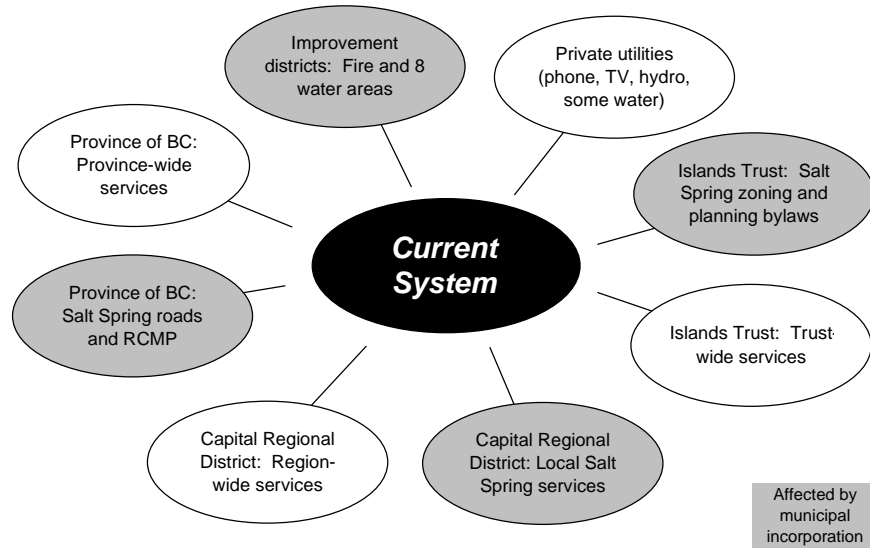 Improvement
districts: Fire and 8
water areas
Private utilities
(phone, TV, hydro,
some water)
Province of BC:
Province-wide
services
Islands Trust: Salt
Spring zoning and
planning bylaws
Current
System
Province of BC:
Salt Spring roads
and RCMP
Islands Trust: Trust-
wide services
Capital Regional
District: Region-
wide services
Capital Regional
District: Local Salt
Spring services
Affected by
municipal
incorporation